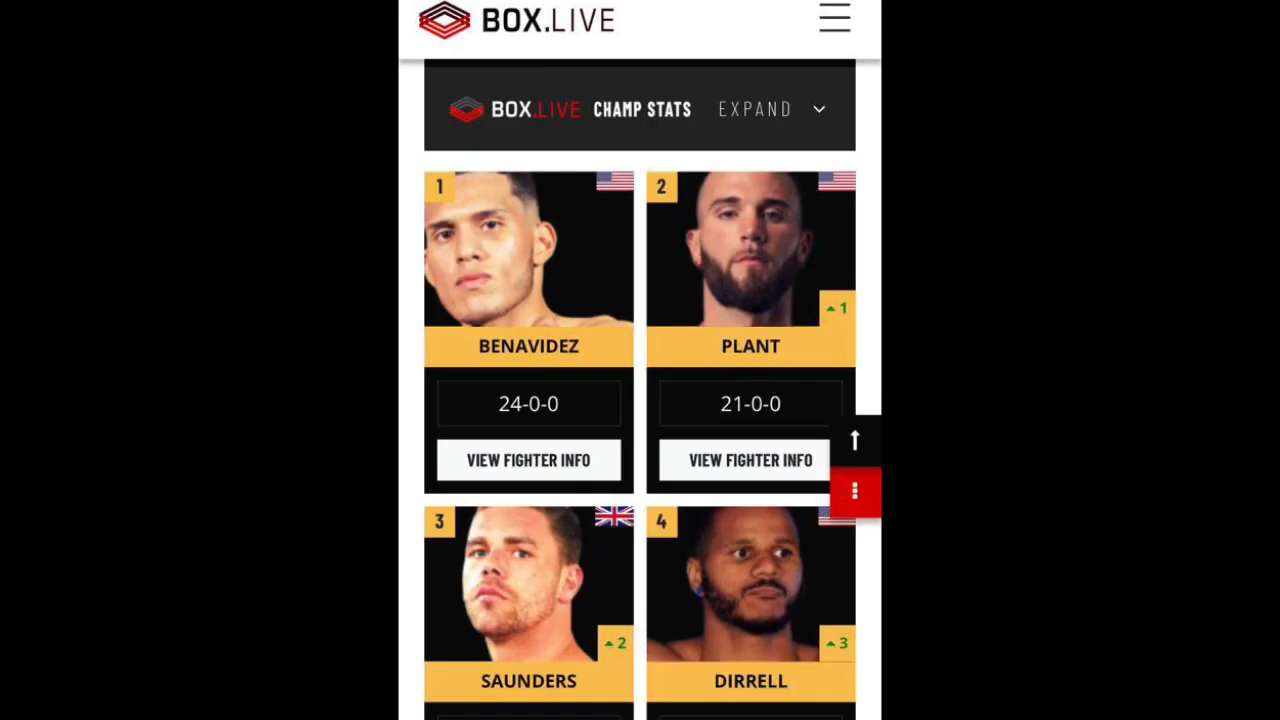 BOX.LIVE
BOX.LIVE CHAMP STATS EXPAND
1
2
1
BENAVIDEZ
PLANT
24-0-0
21-0-0
VIEW FIGHTER INFO
VIEW FIGHTER INFO
3
4
2
3
SAUNDERS
DIRRELL